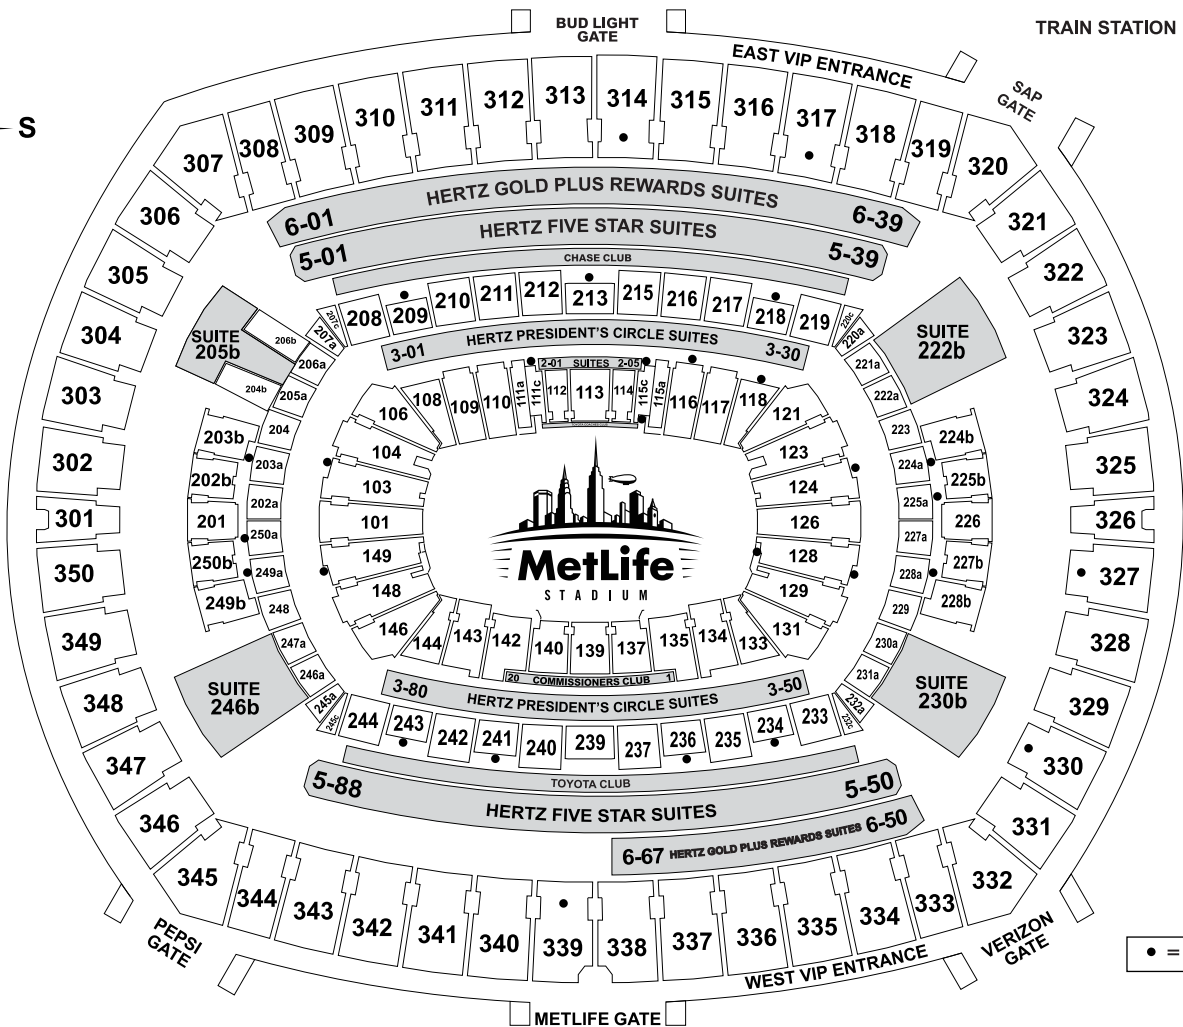 BUD LIGHT
GATE
TRAIN STATION
EAST VIP ENTRANCE
SAP
GATE
S
307
308
309
310
311
312
313
314
315
316
317
318
319
320
306
321
305
322
304
323
303
324
302
325
301
326
350
327
349
328
348
329
347
330
346
331
345
344
343
342
341
340
339
338
337
336
335
334
333
332
6-01
HERTZ GOLD PLUS REWARDS SUITES
6-39
5-01
HERTZ FIVE STAR SUITES
5-39
CHASE CLUB
207c
207a
208
209
210
211
212
213
215
216
217
218
219
220c
220a
3-01
HERTZ PRESIDENT'S CIRCLE SUITES
3-30
SUITE
205b
206b
206a
204b
205a
204
203b
203a
202b
202a
201
250a
250b
249a
249b
248
247a
246a
SUITE
246b
245a
245c
SUITE
222b
221a
222a
223
224b
224a
225b
225a
226
227a
227b
228a
228b
229
230a
231a
SUITE
230b
232a
232c
2-01 SUITES 2-05
106
108
109
110
111a
111c
112
113
114
115c
115a
116
117
118
121
104
123
103
124
101
126
149
128
148
129
146
144
143
142
140
139
137
135
134
133
131
MetLife
STADIUM
20 COMMISSIONERS CLUB 1
3-80
HERTZ PRESIDENT'S CIRCLE SUITES
3-50
244
243
242
241
240
239
237
236
235
234
233
TOYOTA CLUB
5-88
HERTZ FIVE STAR SUITES
5-50
6-67 HERTZ GOLD PLUS REWARDS SUITES 6-50
PEPSI
GATE
WEST VIP ENTRANCE
VERIZON
GATE
METLIFE GATE
=